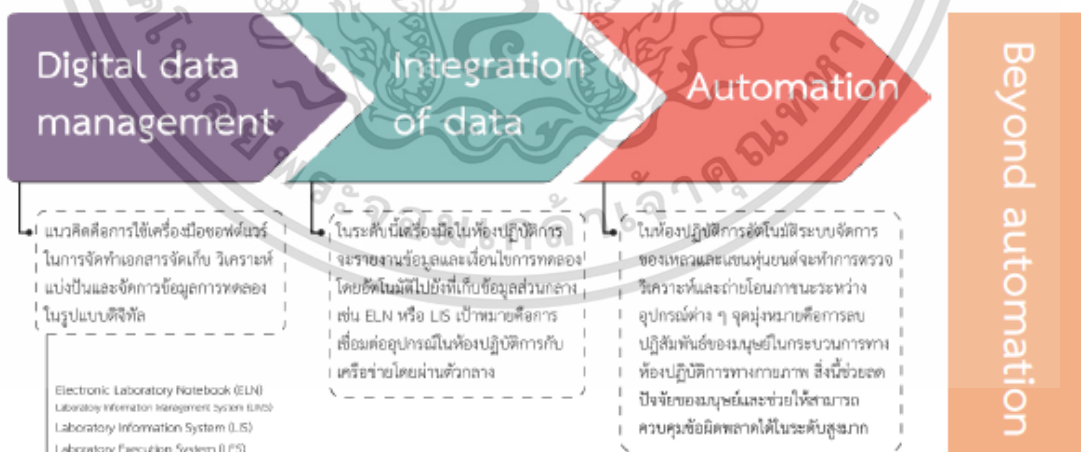 Digital data
management
Integration
of data
Automation
Beyond automation
แนวคิดคือการใช้เครื่องมือซอฟต์แวร์
ในการจัดทำเอกสารจัดเก็บ วิเคราะห์
แบ่งปันและจัดการข้อมูลการทดลอง
ในรูปแบบดิจิทัล
Electronic Laboratory Notebook (ELN)
Laboratory Information Management System (LIMS)
Laboratory Information System (LIS)
Laboratory Execution System (LES)
ในระดับนี้เครื่องมือในห้องปฏิบัติการ
จะรายงานข้อมูลและเงื่อนไขการทดลอง
โดยอัตโนมัติไปยังที่เก็บข้อมูลส่วนกลาง
เช่น ELN หรือ LIS เป้าหมายคือการ
เชื่อมต่ออุปกรณ์ในห้องปฏิบัติการกับ
เครือข่ายโดยผ่านตัวกลาง
ในห้องปฏิบัติการอัตโนมัติระบบจัดการ
ของเหลวและแขนหุ่นยนต์จะทำการตรวจ
วิเคราะห์และถ่ายโอนภาชนะระหว่าง
อุปกรณ์ต่าง ๆ จุดมุ่งหมายคือการลบ
ปฏิสัมพันธ์ของมนุษย์ในกระบวนการทาง
ห้องปฏิบัติการทางกายภาพ สิ่งนี้ช่วยลด
ปัจจัยของมนุษย์และช่วยให้สามารถ
ควบคุมข้อผิดพลาดได้ในระดับสูงมาก